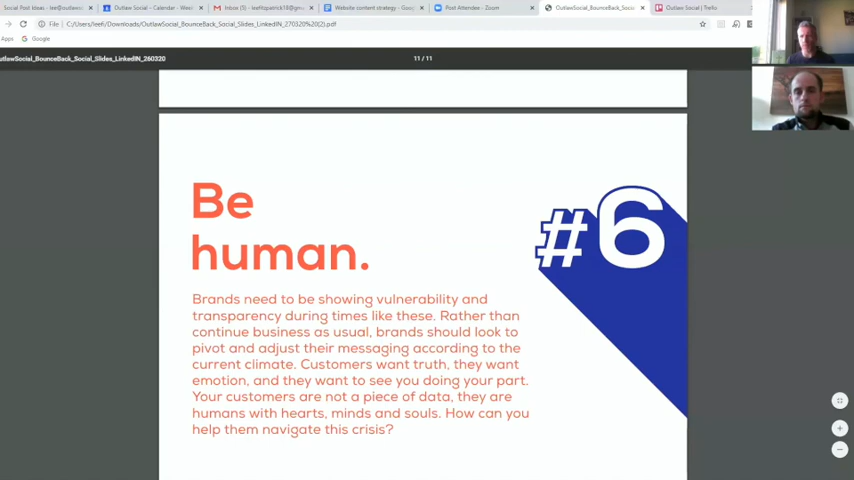 Social Post Ideas - lee@outlaws
Outlaw Social - Calendar - Week
Inbox (5) - leefitzpatrick18@gm
Website content strategy - Goog
Post Attendee - Zoom
OutlawSocial_BounceBack_Socia
Outlaw Social | Trello
File
C:/Users/leefi/Downloads/OutlawSocial_BounceBack_Social_Slides_LinkedIN_270320%20(2).pdf
Apps
Google
utlawSocial_BounceBack_Social_Slides_LinkedIN_260320
11 / 11
Be
human.
#6
Brands need to be showing vulnerability and
transparency during times like these. Rather than
continue business as usual, brands should look to
pivot and adjust their messaging according to the
current climate. Customers want truth, they want
emotion, and they want to see you doing your part.
Your customers are not a piece of data, they are
humans with hearts, minds and souls. How can you
help them navigate this crisis?